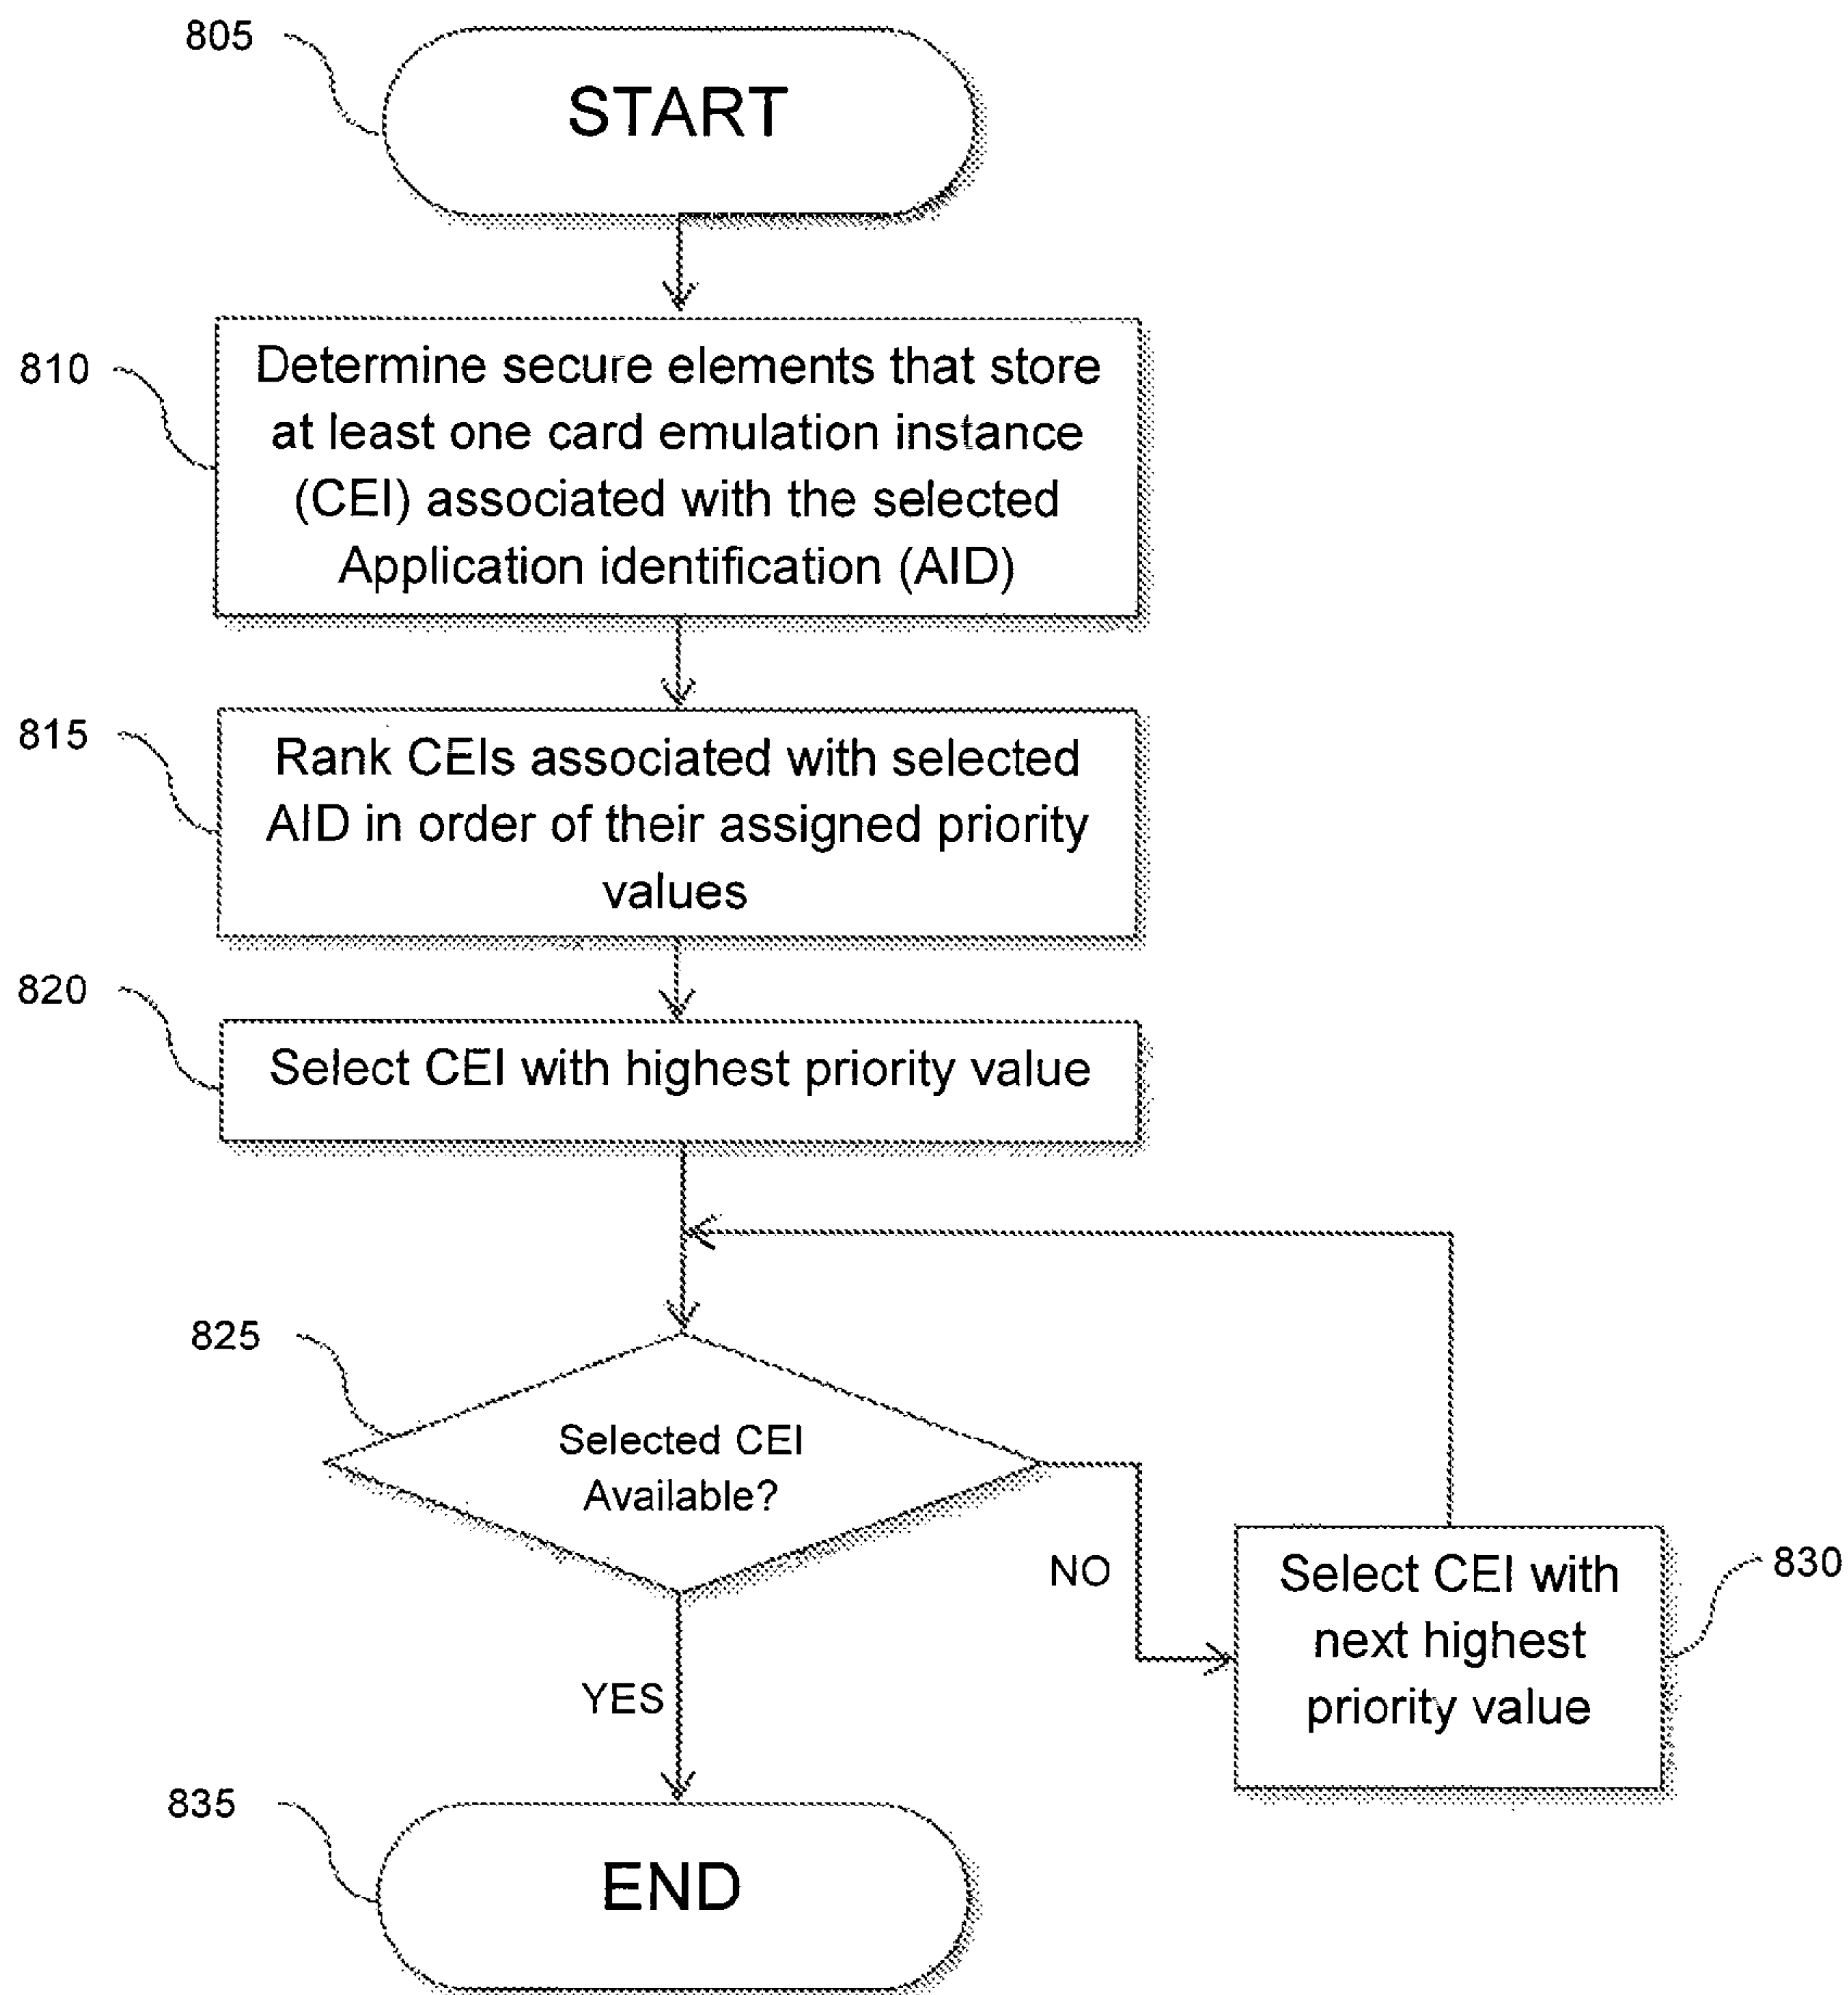 805
START
810
Determine secure elements that store
at least one card emulation instance
(CEI) associated with the selected
Application identification (AID)
815
Rank CEIs associated with selected
AID in order of their assigned priority
values
820
Select CEI with highest priority value
825
Selected CEI
Available?
NO
830
Select CEI with
next highest
priority value
YES
835
END